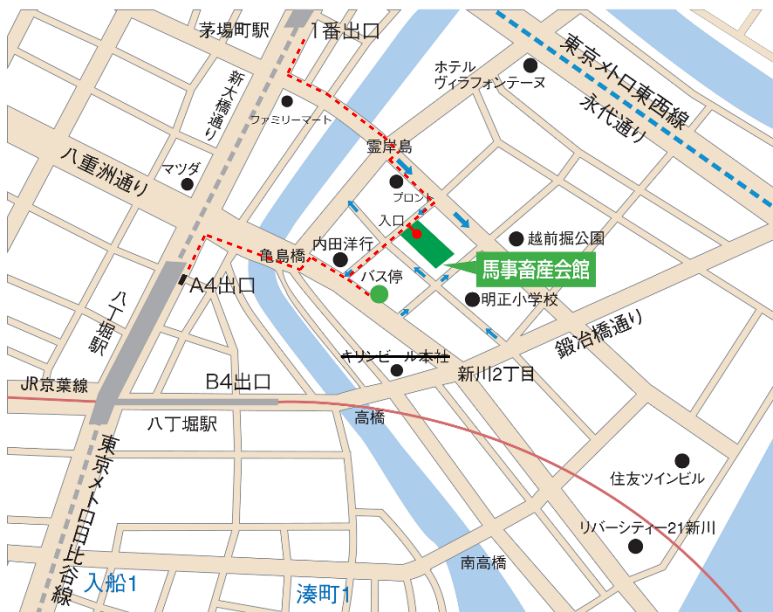 茅場町駅
1番出口
東京メトロ東西線
永代通り
ホテル
ヴィラフォンテーヌ
新大橋通り
ファミリーマート
霊岸島
八重洲通り
マツダ
プロント
入口
越前堀公園
亀島橋
内田洋行
馬事畜産会館
バス停
A4出口
明正小学校
八丁堀駅
鍛冶橋通り
キリンビール本社
新川2丁目
JR京葉線
B4出口
八丁堀駅
高橋
東京メトロ日比谷線
住友ツインビル
リバーシティー21新川
南高橋
入船1
湊町1